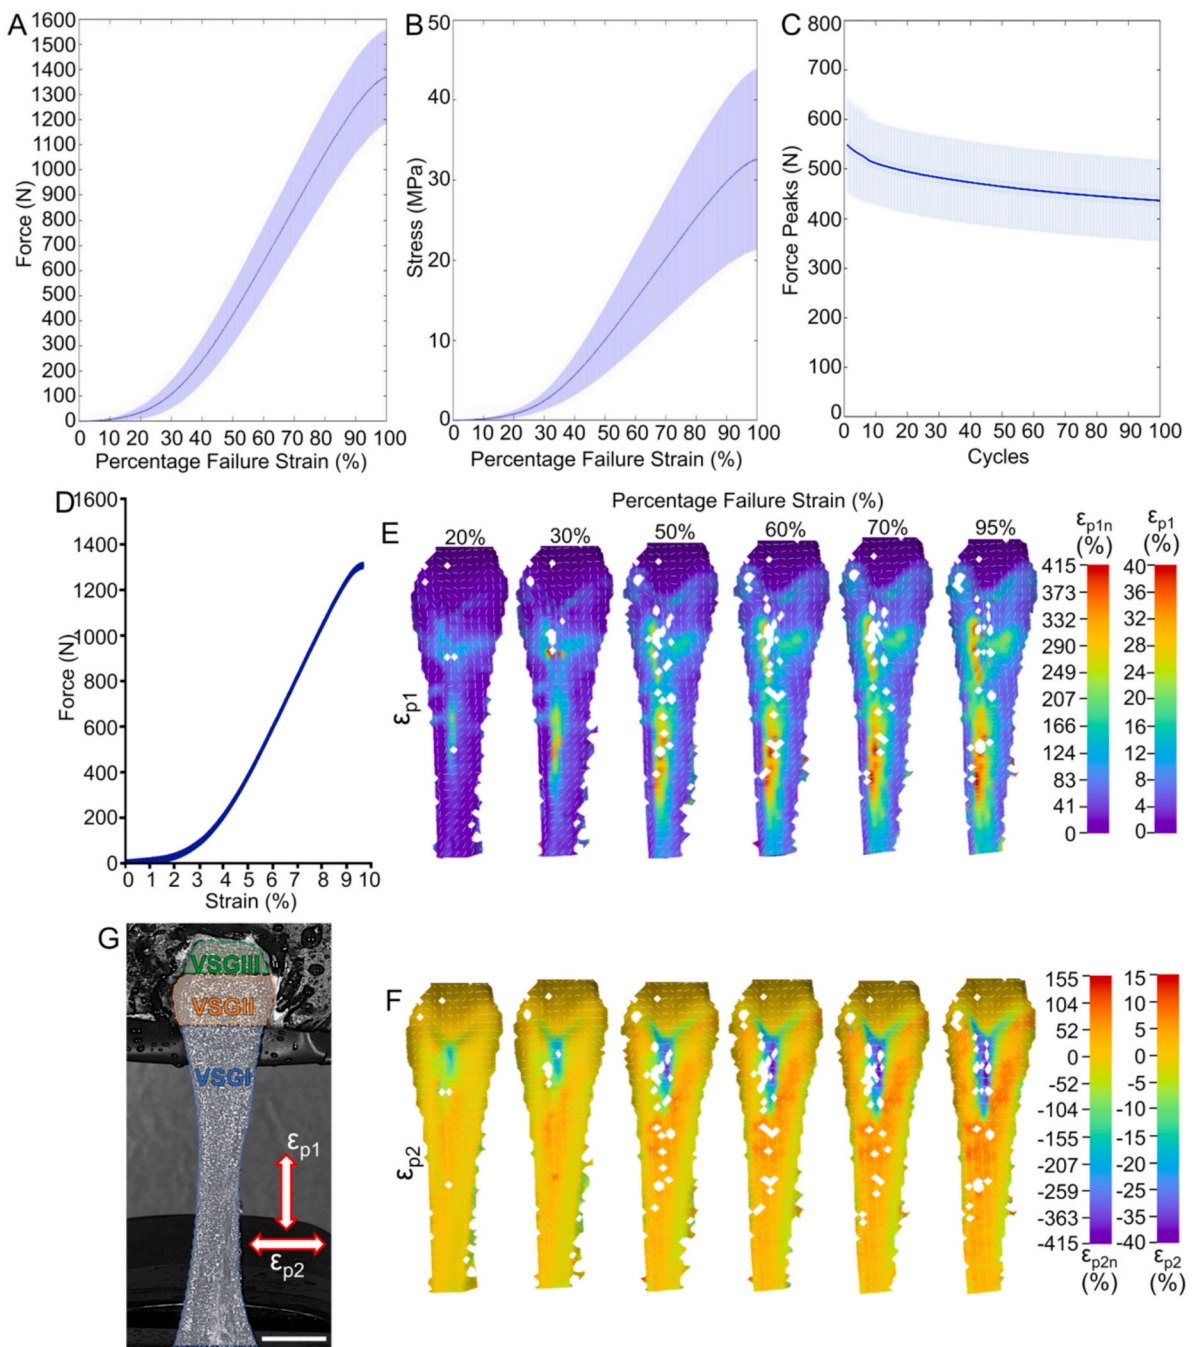 A
Force (N)
1600
1500
1400
1300
1200
1100
1000
900
800
700
600
500
400
300
200
100
0
0 10 20 30 40 50 60 70 80 90 100
Percentage Failure Strain (%)
B
Stress (MPa)
50
40
30
20
10
0
0 10 20 30 40 50 60 70 80 90 100
Percentage Failure Strain (%)
C
Force Peaks (N)
800
700
600
500
400
300
200
100
0
0 10 20 30 40 50 60 70 80 90 100
Cycles
D
Force (N)
1600
1400
1200
1000
800
600
400
200
0
0 1 2 3 4 5 6 7 8 9 10
Strain (%)
Percentage Failure Strain (%)
E
20% 30% 50% 60% 70% 95%
εp1
εp1n
(%)
415
373
332
290
249
207
166
124
83
41
0
εp1
(%)
40
36
32
28
24
20
16
12
8
4
0
G
VSGIII
VSGII
VSGI
εp1
εp2
F
εp2
155
104
52
0
-52
-104
-155
-207
-259
-363
-415
εp2n
(%)
15
10
5
0
-5
-10
-15
-20
-25
-35
-40
εp2
(%)